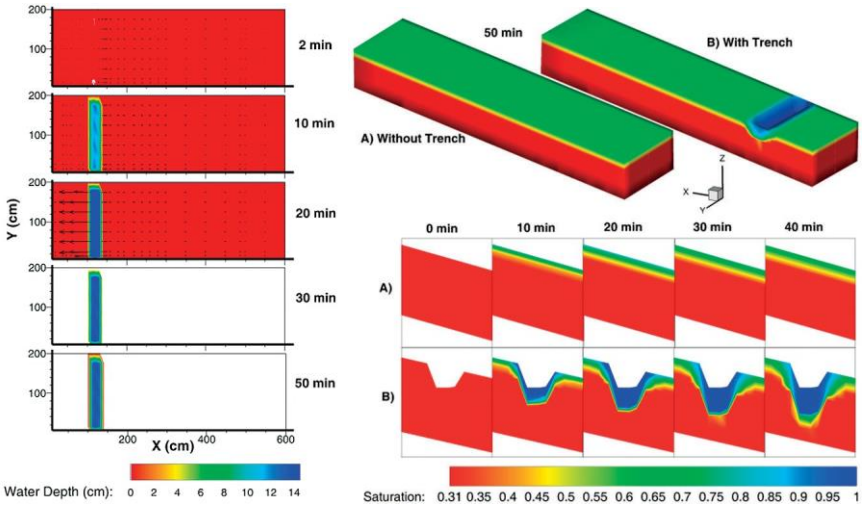 200
100
2 min
200
100
10 min
200
100
20 min
200
100
30 min
200
100
50 min
Y (cm)
200
400
600
X (cm)
Water Depth (cm):
0 2 4 6 8 10 12 14
50 min
A) Without Trench
B) With Trench
Z
X
Y
0 min 10 min 20 min 30 min 40 min
A)
B)
Saturation: 0.31 0.35 0.4 0.45 0.5 0.55 0.6 0.65 0.7 0.75 0.8 0.85 0.9 0.95 1